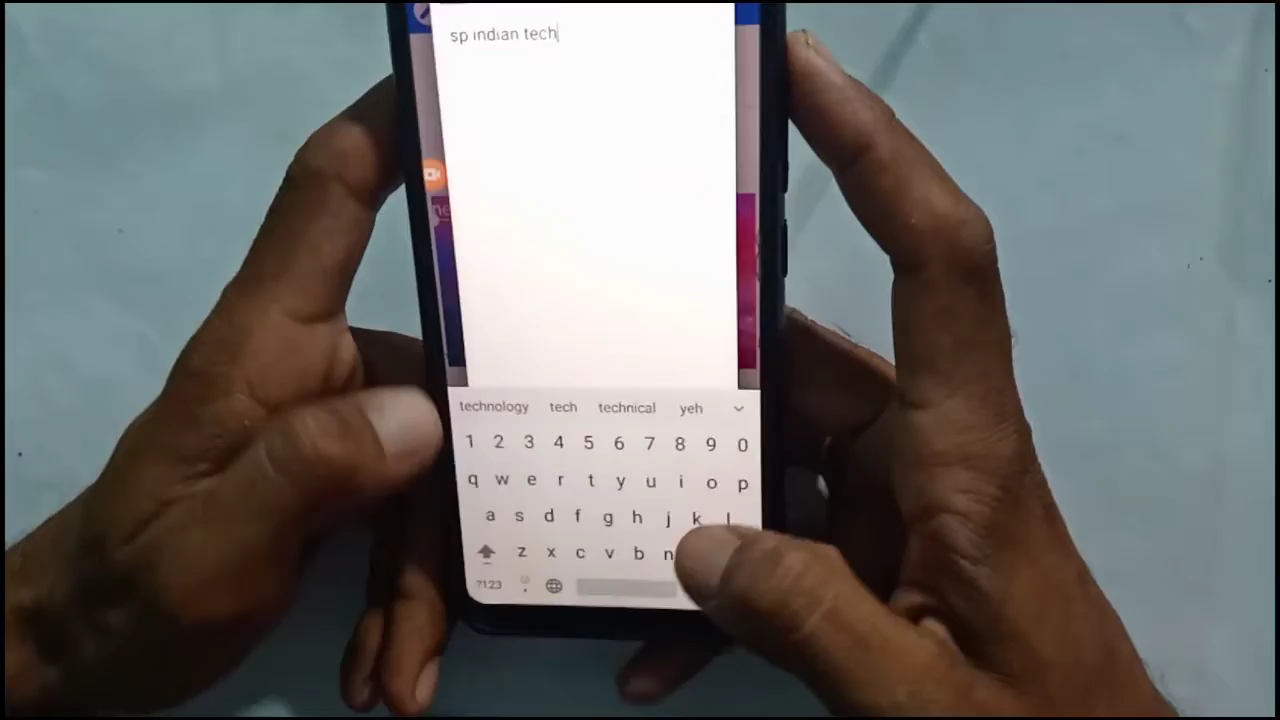 sp indian tech
technology tech technical yeh
1 2 3 4 5 6 7 8 9 0
q w e r t y u i o p
a s d f g h j k l
z x c v b n
?123 ,